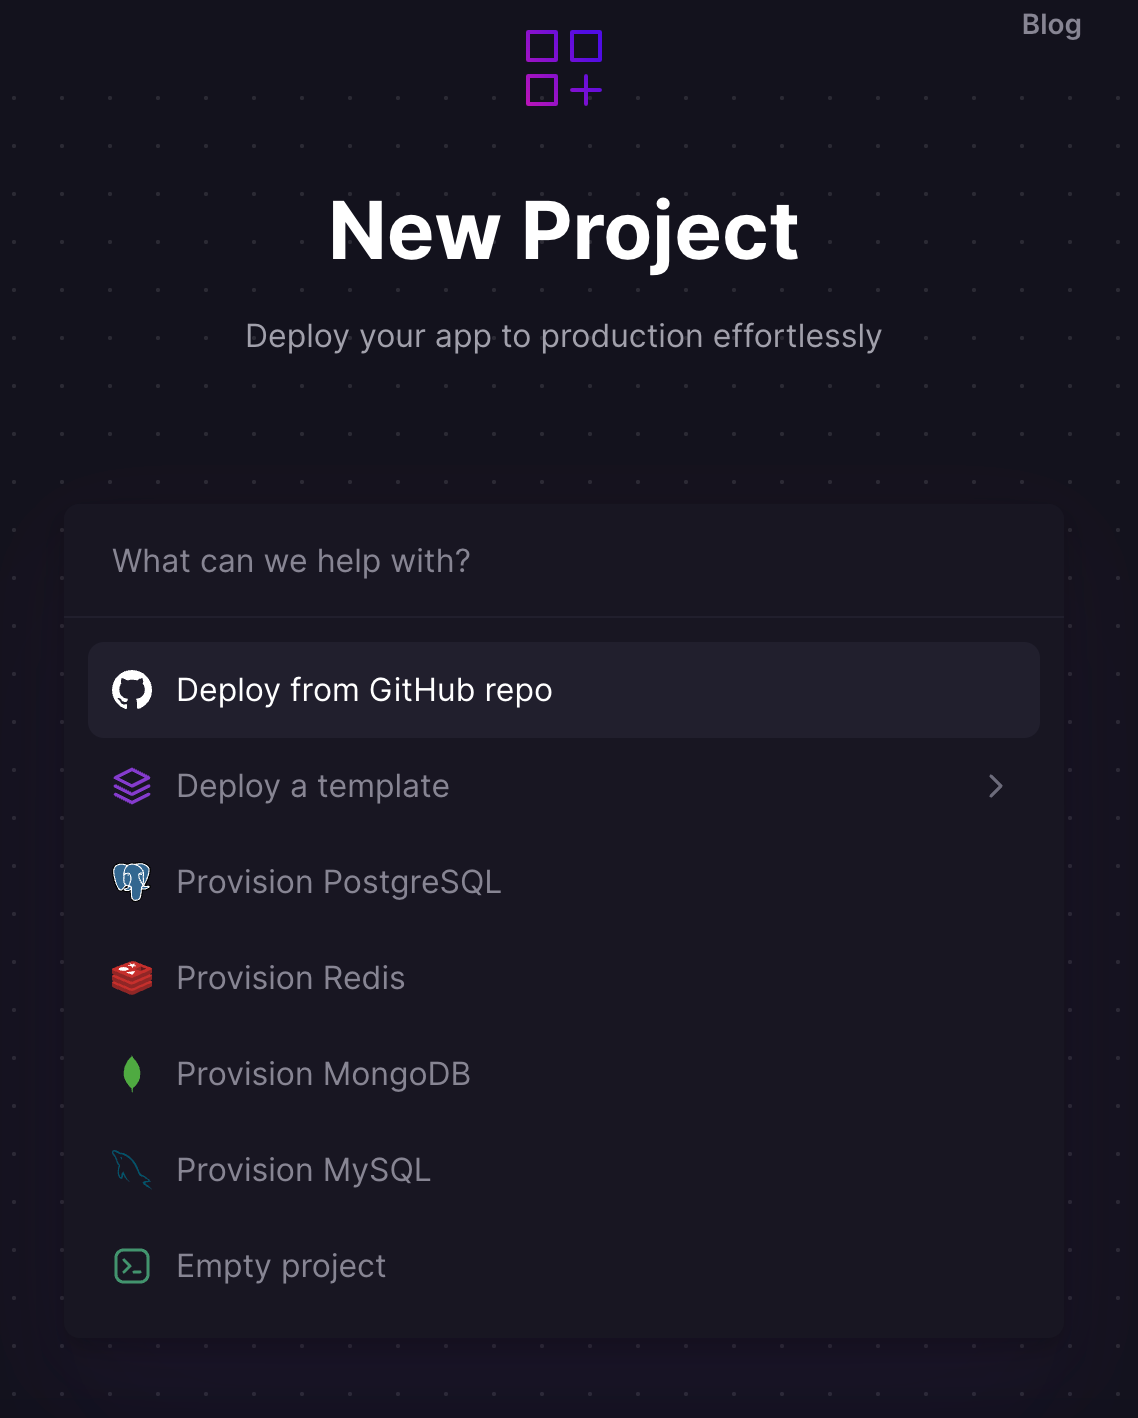 Blog
New Project
Deploy your app to production effortlessly
What can we help with?
Deploy from GitHub repo
Deploy a template
Provision PostgreSQL
Provision Redis
Provision MongoDB
Provision MySQL
Empty project